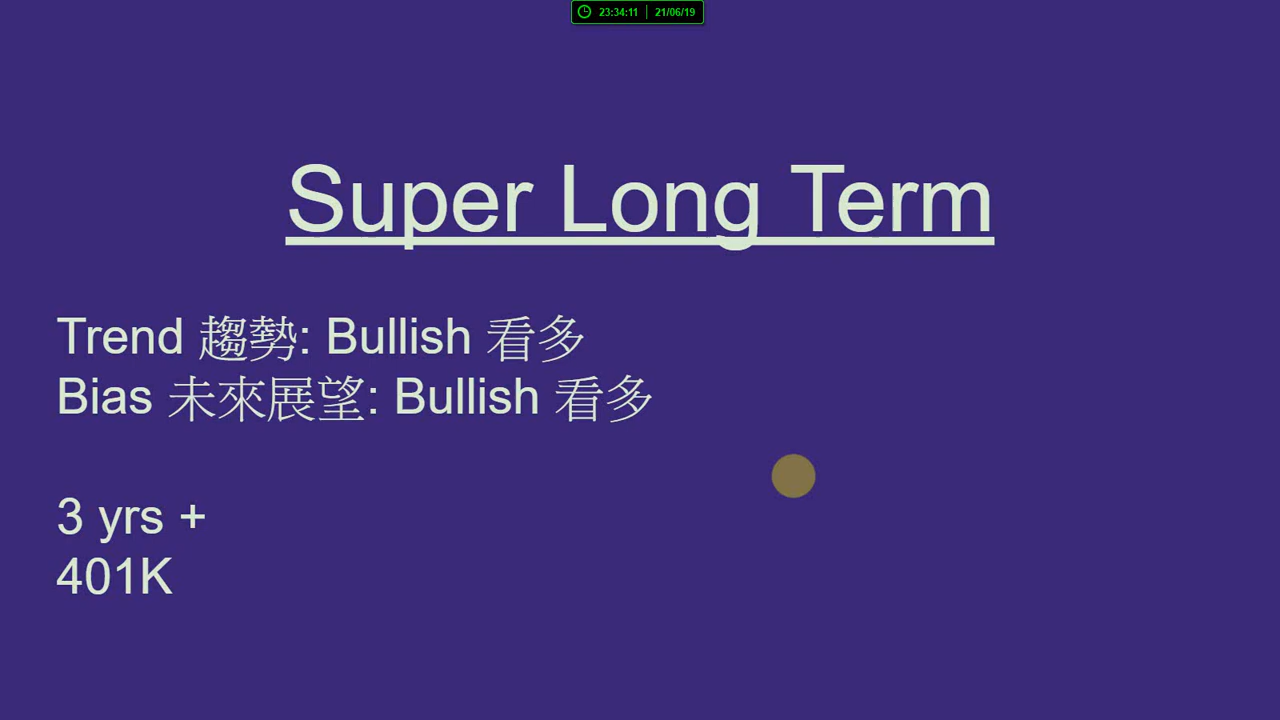 23:34:11 | 21/06/19
Super Long Term
Trend 趨勢: Bullish 看多
Bias 未來展望: Bullish 看多
3 yrs +
401K